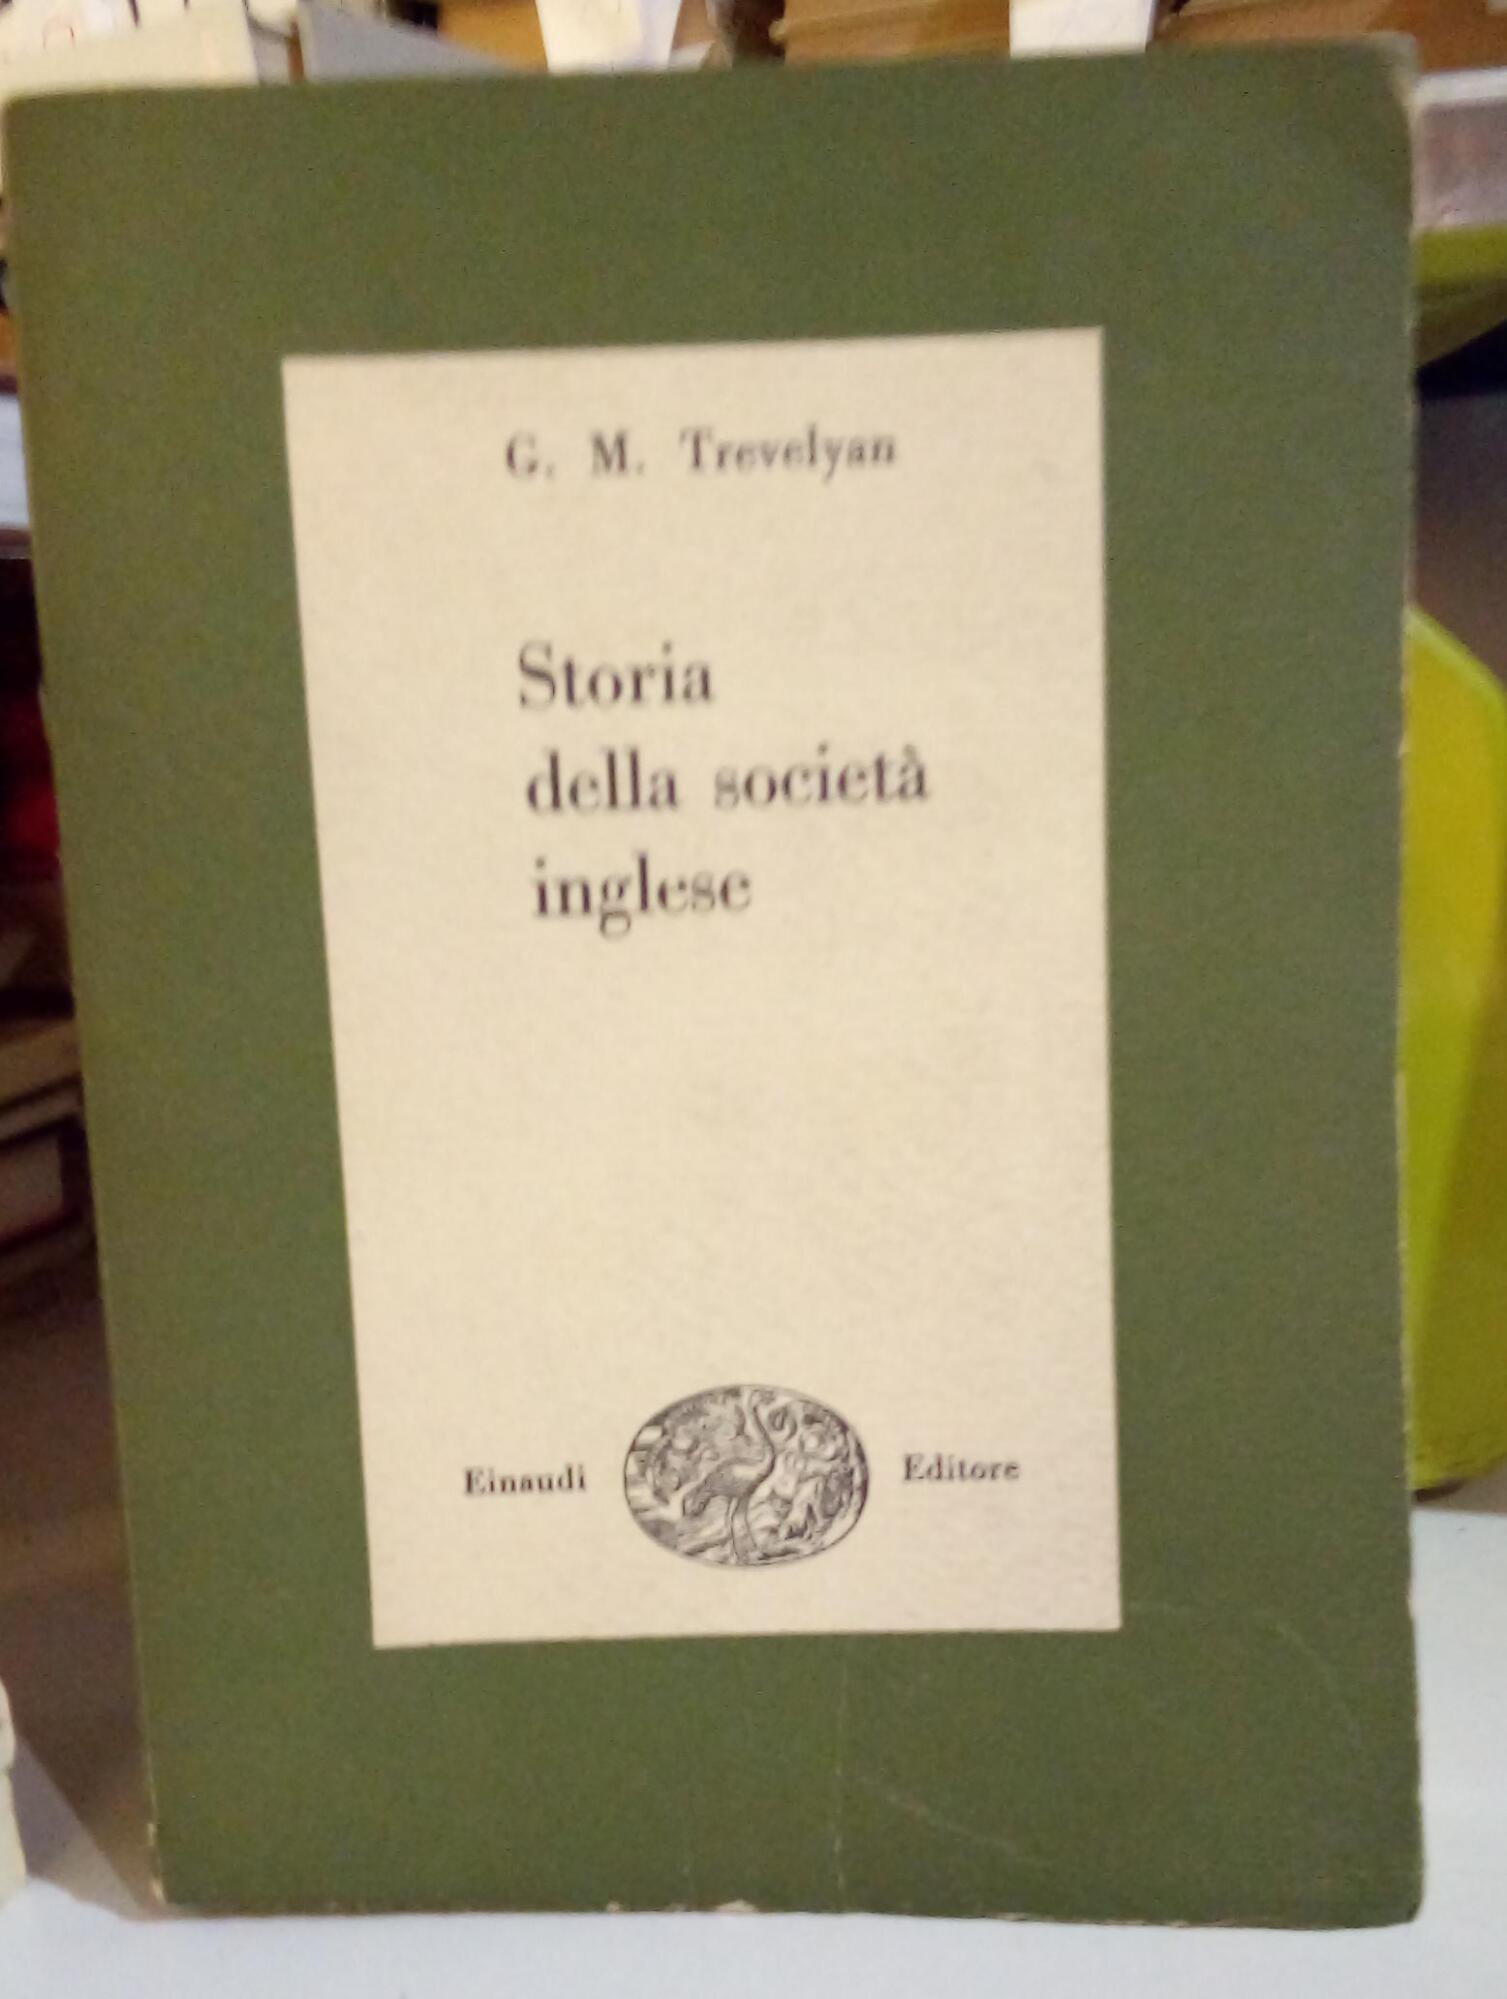 G. M. Trevelyan
Storia
della società
inglese
Einaudi Editore